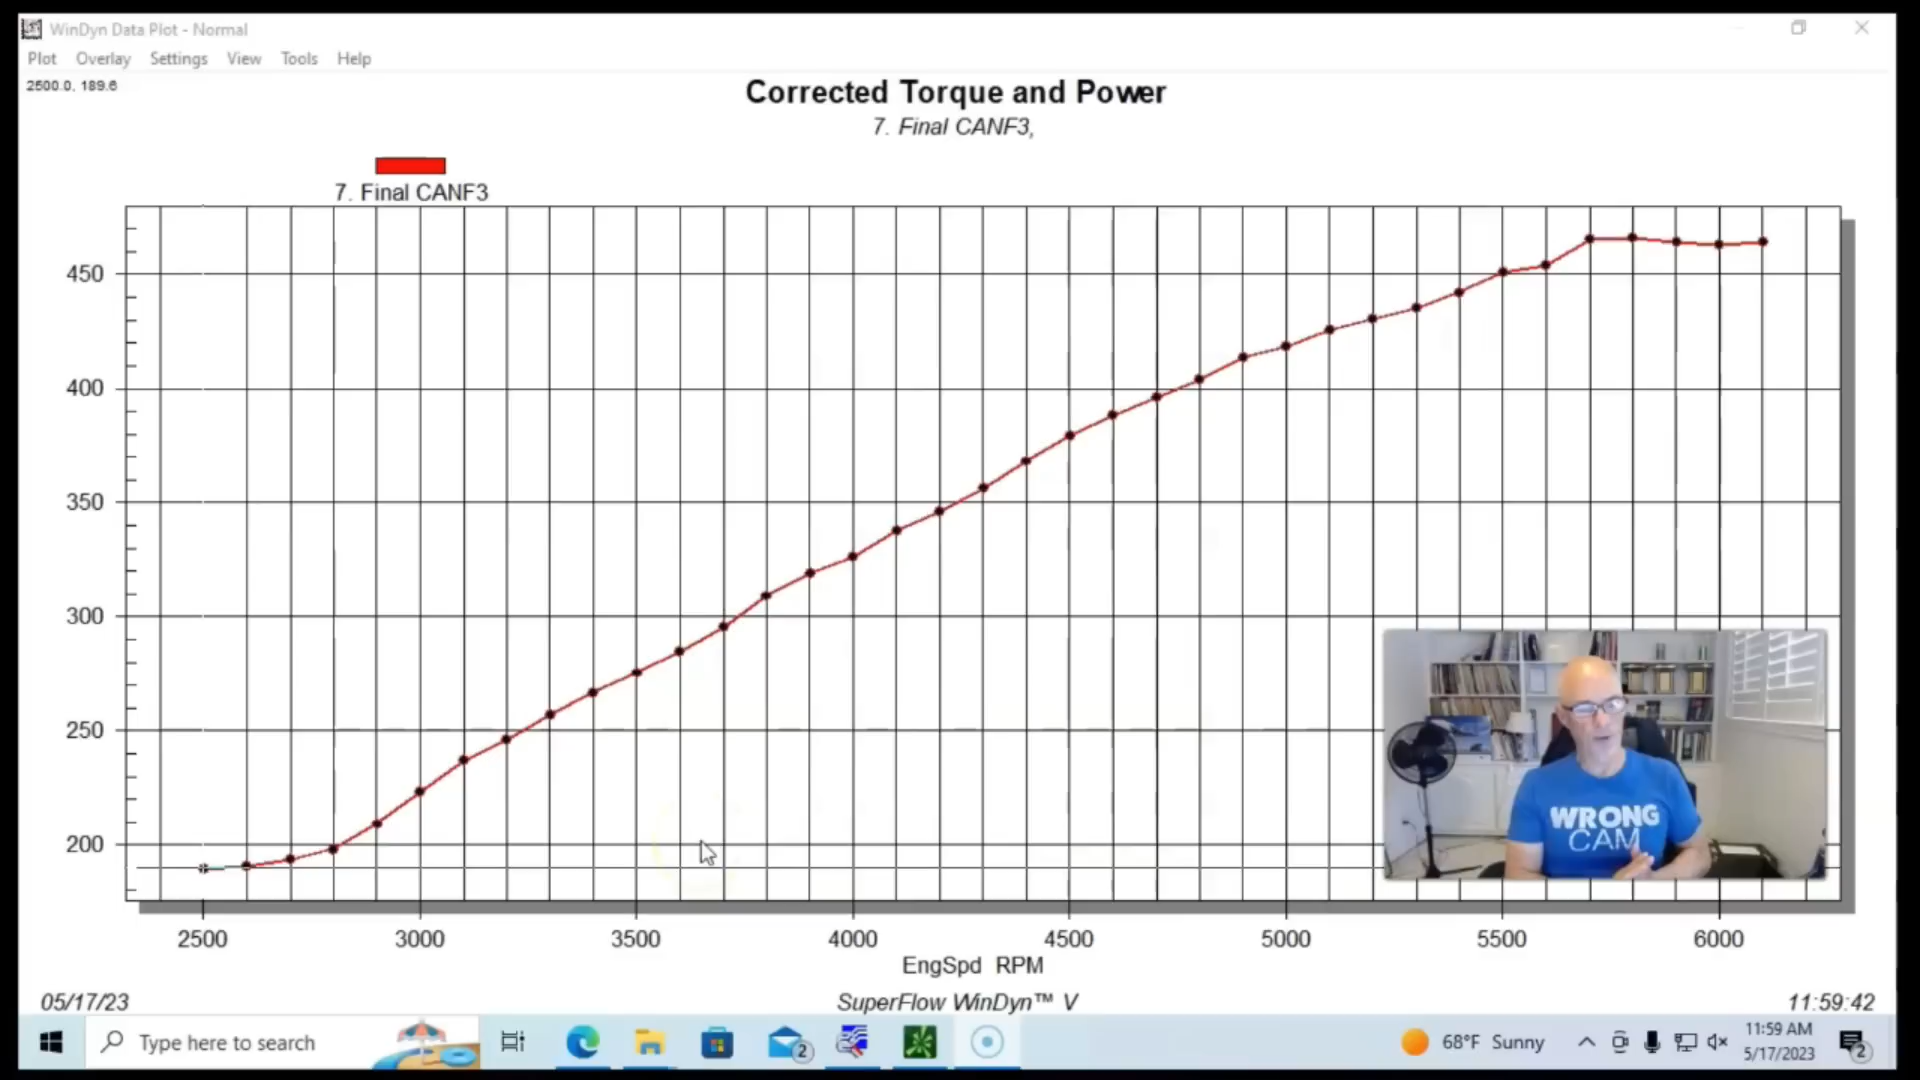 WinDyn Data Plot - Normal
Plot Overlay Settings View Tools Help
2500.0, 189.6
Corrected Torque and Power
7. Final CANF3,
7. Final CANF3
450
400
350
300
250
200
2500 3000 3500 4000 4500 5000 5500 6000
EngSpd RPM
WRONG
CAM
05/17/23 SuperFlow WinDyn™ V 11:59:42
Type here to search 2 68°F Sunny 11:59 AM
5/17/2023 2